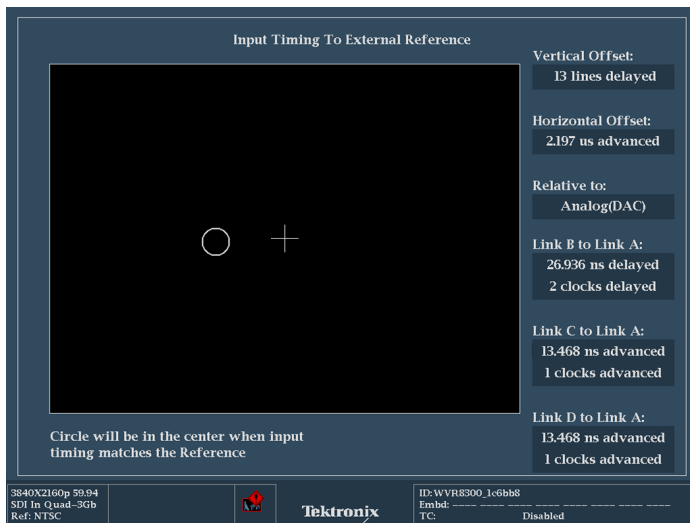 Input Timing To External Reference
Vertical Offset:
13 lines delayed
Horizontal Offset:
2.197 us advanced
Relative to:
Analog(DAC)
Link B to Link A:
26.936 ns delayed
2 clocks delayed
Link C to Link A:
13.468 ns advanced
1 clocks advanced
Link D to Link A:
13.468 ns advanced
1 clocks advanced
Circle will be in the center when input
timing matches the Reference
3840X2160p 59.94
SDI In Quad-3Gb
Ref: NTSC
Tektronix
ID: WVR8300_1c6bb8
Embd: ---- ---- ---- ---- ---- ---- ---- ----
TC: Disabled